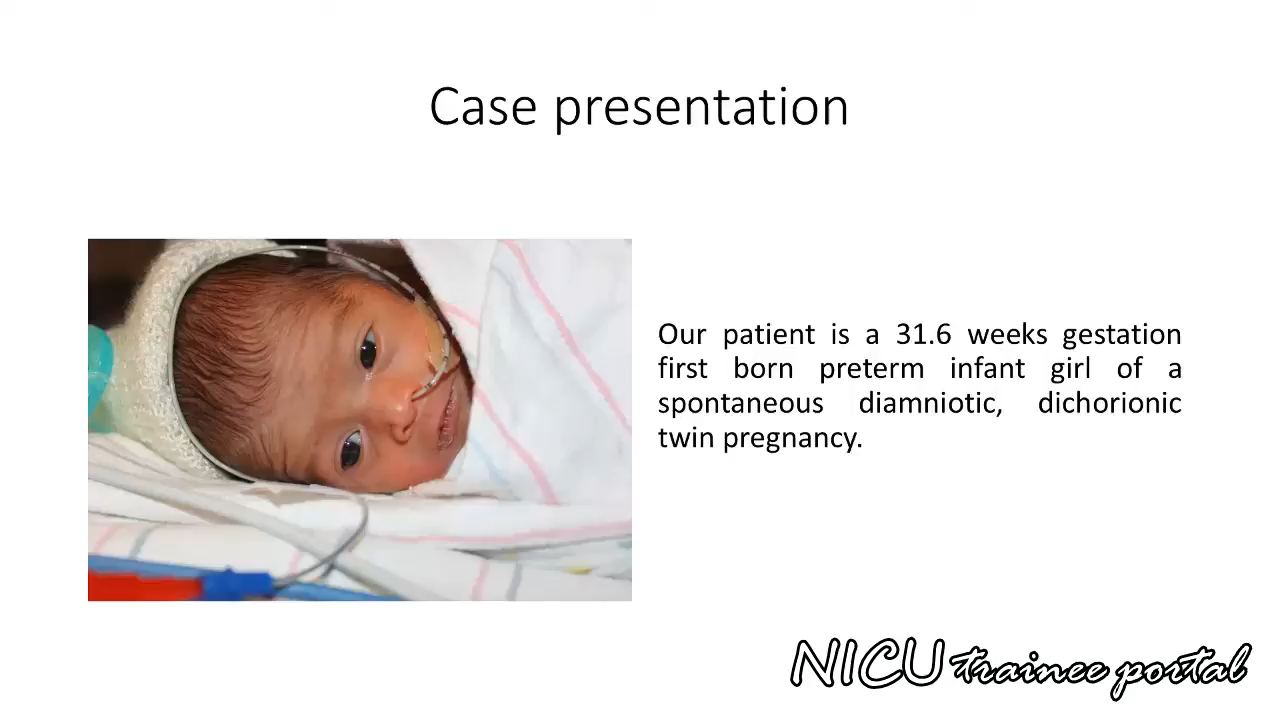 Case presentation
Our patient is a 31.6 weeks gestation
first born preterm infant girl of a
spontaneous diamniotic, dichorionic
twin pregnancy.
NICU trainee portal